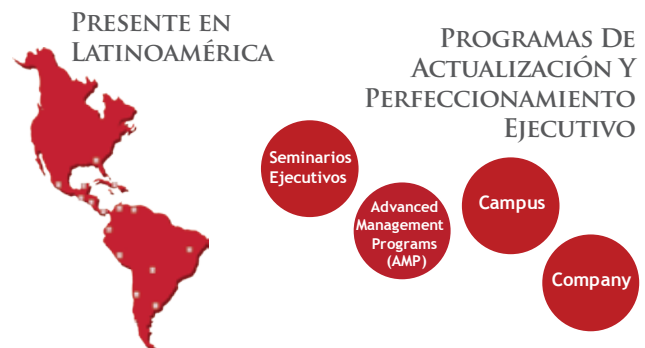 PRESENTE EN
LATINOAMÉRICA
PROGRAMAS DE
ACTUALIZACIÓN Y
PERFECCIONAMIENTO
EJECUTIVO
Seminarios
Ejecutivos
Advanced
Management
Programs
(AMP)
Campus
Company